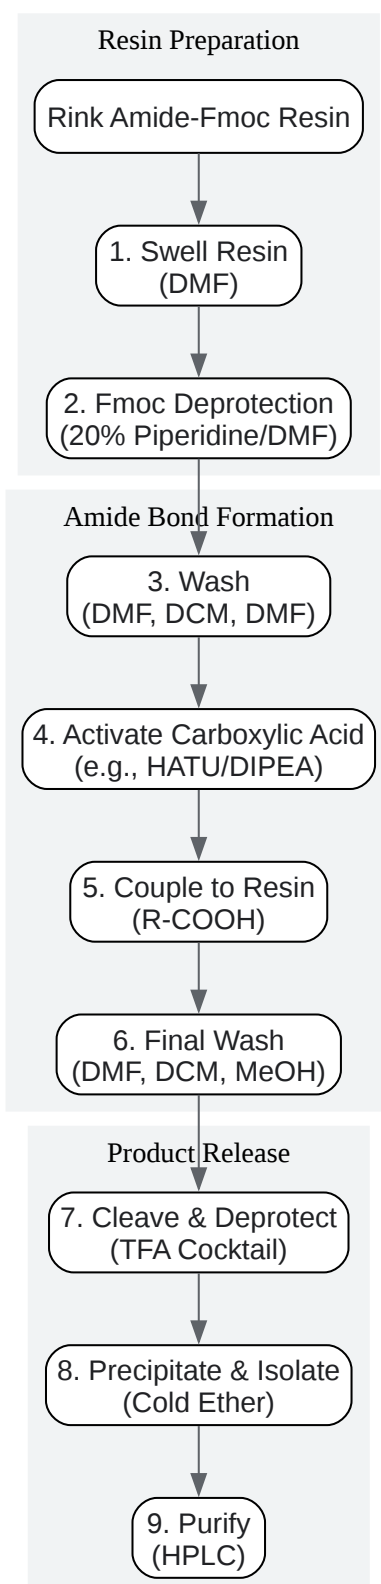 Resin Preparation
Rink Amide-Fmoc Resin
1. Swell Resin
(DMF)
2. Fmoc Deprotection
(20% Piperidine/DMF)
Amide Bond Formation
3. Wash
(DMF, DCM, DMF)
4. Activate Carboxylic Acid
(e.g., HATU/DIPEA)
5. Couple to Resin
(R-COOH)
6. Final Wash
(DMF, DCM, MeOH)
Product Release
7. Cleave & Deprotect
(TFA Cocktail)
8. Precipitate & Isolate
(Cold Ether)
9. Purify
(HPLC)